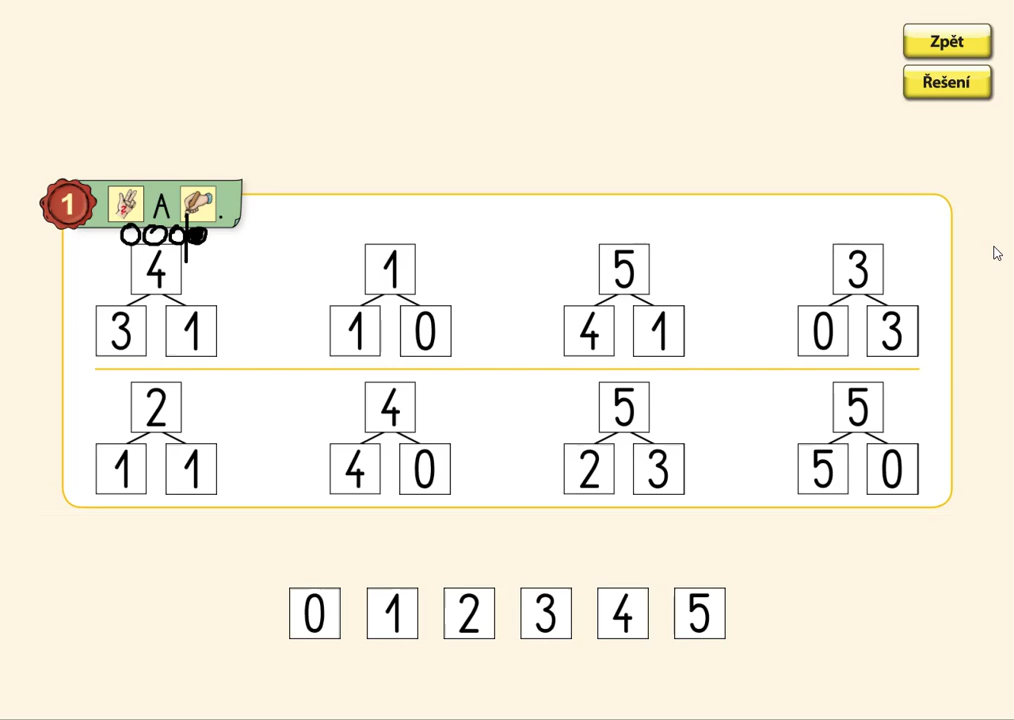 Zpět
Řešení
1 A .
4 1 5 3
3 1 1 0 4 1 0 3
2 4 5 5
1 1 4 0 2 3 5 0
0 1 2 3 4 5